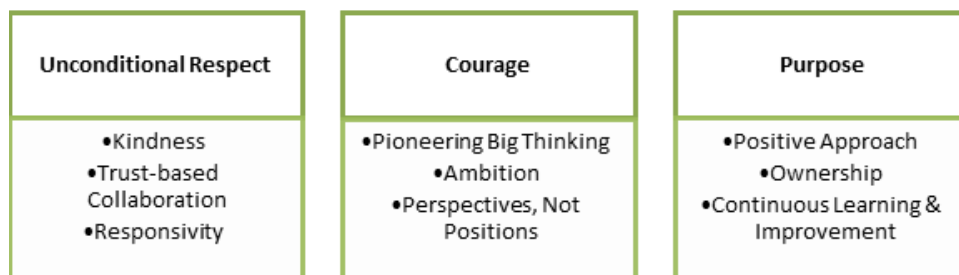 Unconditional Respect
•Kindness
•Trust-based
Collaboration
•Responsivity
Courage
•Pioneering Big Thinking
•Ambition
•Perspectives, Not
Positions
Purpose
•Positive Approach
•Ownership
•Continuous Learning &
Improvement